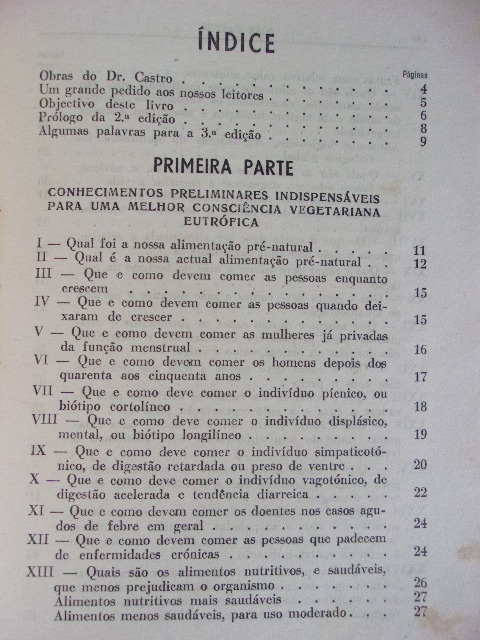 ÍNDICE
Páginas
Obras do Dr. Castro . . . . . . . . . . 4
Um grande pedido aos nossos leitores . . . . . . 5
Objectivo deste livro . . . . . . . . . . 6
Prólogo da 2.ª edição . . . . . . . . . . 8
Algumas palavras para a 3.ª edição . . . . . . 9
PRIMEIRA PARTE
CONHECIMENTOS PRELIMINARES INDISPENSÁVEIS
PARA UMA MELHOR CONSCIÊNCIA VEGETARIANA
EUTRÓFICA
I — Qual foi a nossa alimentação pré-natural . . . . . 11
II — Qual é a nossa actual alimentação pré-natural . . 12
III — Que e como devem comer as pessoas enquanto
crescem . . . . . . . . . . . . 15
IV — Que e como devem comer as pessoas quando dei-
xaram de crescer . . . . . . . . . . 15
V — Que e como devem comer as mulheres já privadas
da função menstrual . . . . . . . . . 16
VI — Que e como devem comer os homens depois dos
quarenta aos cinquenta anos . . . . . . . 17
VII — Que e como deve comer o indivíduo pícnico, ou
biótipo cortolíneo . . . . . . . . . . 18
VIII — Que e como deve comer o indivíduo displásico,
mental, ou biótipo longilíneo . . . . . . . 19
IX — Que e como deve comer o indivíduo simpaticotó-
nico, de digestão retardada ou preso de ventre . . . 20
X — Que e como deve comer o indivíduo vagotónico, de
digestão acelerada e tendência diarreica . . . . 22
XI — Que e como devem comer os doentes nos casos agu-
dos de febre em geral . . . . . . . . . 24
XII — Que e como devem comer as pessoas que padecem
de enfermidades crónicas . . . . . . . . 24
XIII — Quais são os alimentos nutritivos, e saudáveis,
que menos prejudicam o organismo . . . . . . 26
Alimentos nutritivos mais saudáveis . . . . . . 27
Alimentos menos saudáveis, para uso moderado . . . 27